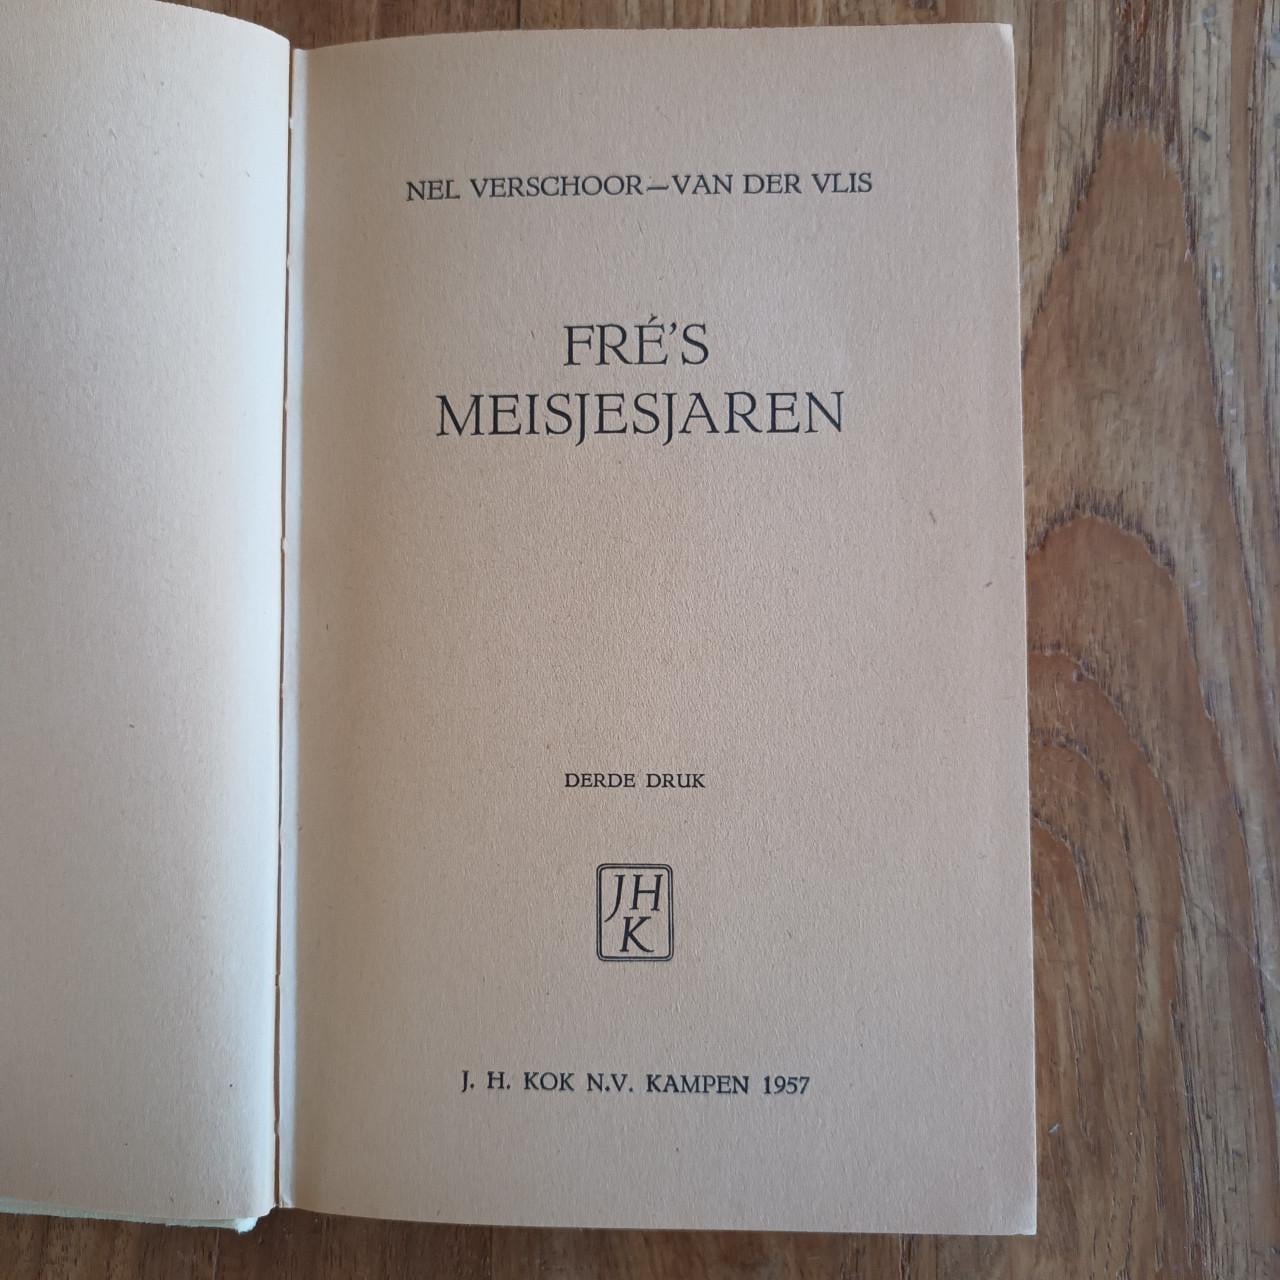 NEL VERSCHOOR—VAN DER VLIS
FRÉ'S
MEISJESJAREN
DERDE DRUK
JH
K
J. H. KOK N.V. KAMPEN 1957